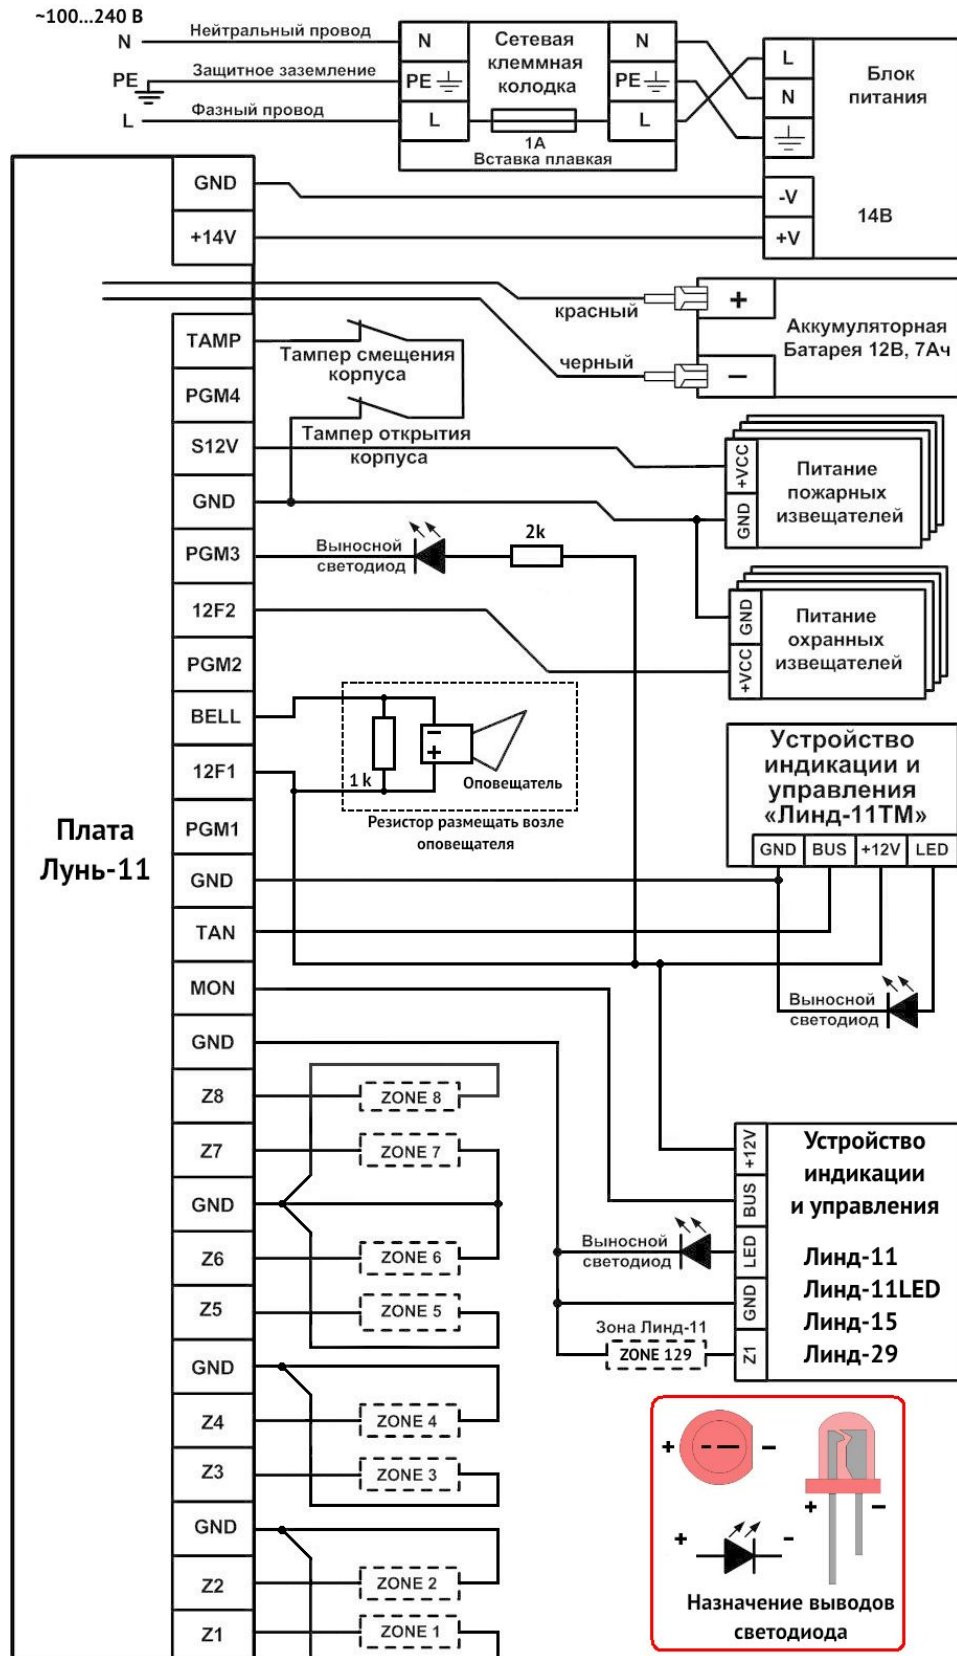 ~100...240 В
N Нейтральный провод
PE Защитное заземление
L Фазный провод
N
PE
L
Сетевая
клеммная
колодка
1A
Вставка плавкая
N
PE
L
L
N
Блок
питания
-V
+V
14В
Плата
Лунь-11
GND
+14V
TAMP
PGM4
S12V
GND
PGM3
12F2
PGM2
BELL
12F1
PGM1
GND
TAN
MON
GND
Z8
Z7
GND
Z6
Z5
GND
Z4
Z3
GND
Z2
Z1
красный
черный
+
−
Аккумуляторная
Батарея 12В, 7Ач
Тампер смещения
корпуса
Тампер открытия
корпуса
+VCC
GND
Питание
пожарных
извещателей
Выносной
светодиод
2k
GND
+VCC
Питание
охранных
извещателей
1 k
−
+
Оповещатель
Резистор размещать возле
оповещателя
Устройство
индикации и
управления
«Линд-11ТМ»
GND BUS +12V LED
Выносной
светодиод
ZONE 8
ZONE 7
ZONE 6
ZONE 5
ZONE 4
ZONE 3
ZONE 2
ZONE 1
+12V
BUS
LED
GND
Z1
Устройство
индикации
и управления
Линд-11
Линд-11LED
Линд-15
Линд-29
Выносной
светодиод
Зона Линд-11
ZONE 129
+ −
+ −
+ -
Назначение выводов
светодиода